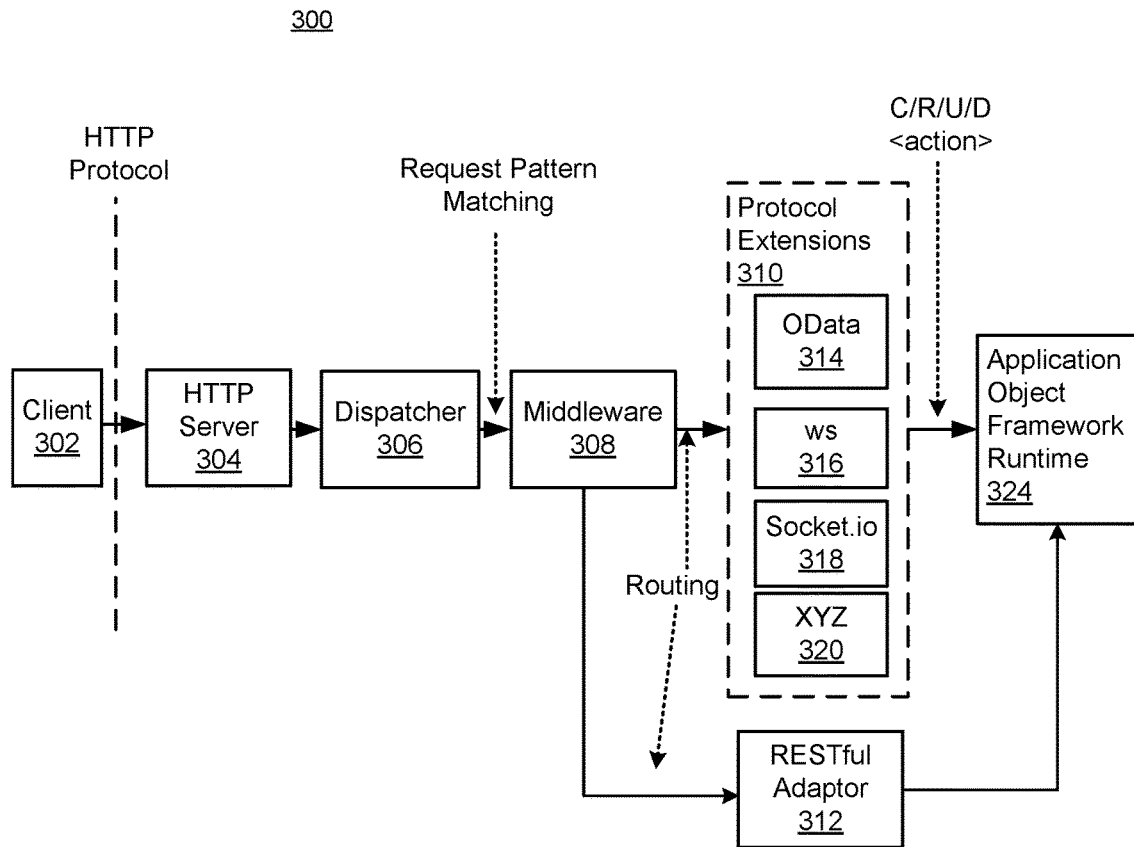 300
HTTP
Protocol
Request Pattern
Matching
C/R/U/D
<action>
Protocol
Extensions
310
OData
314
Client
302
HTTP
Server
304
Dispatcher
306
Middleware
308
ws
316
Application
Object
Framework
Runtime
324
Socket.io
318
Routing
XYZ
320
RESTful
Adaptor
312